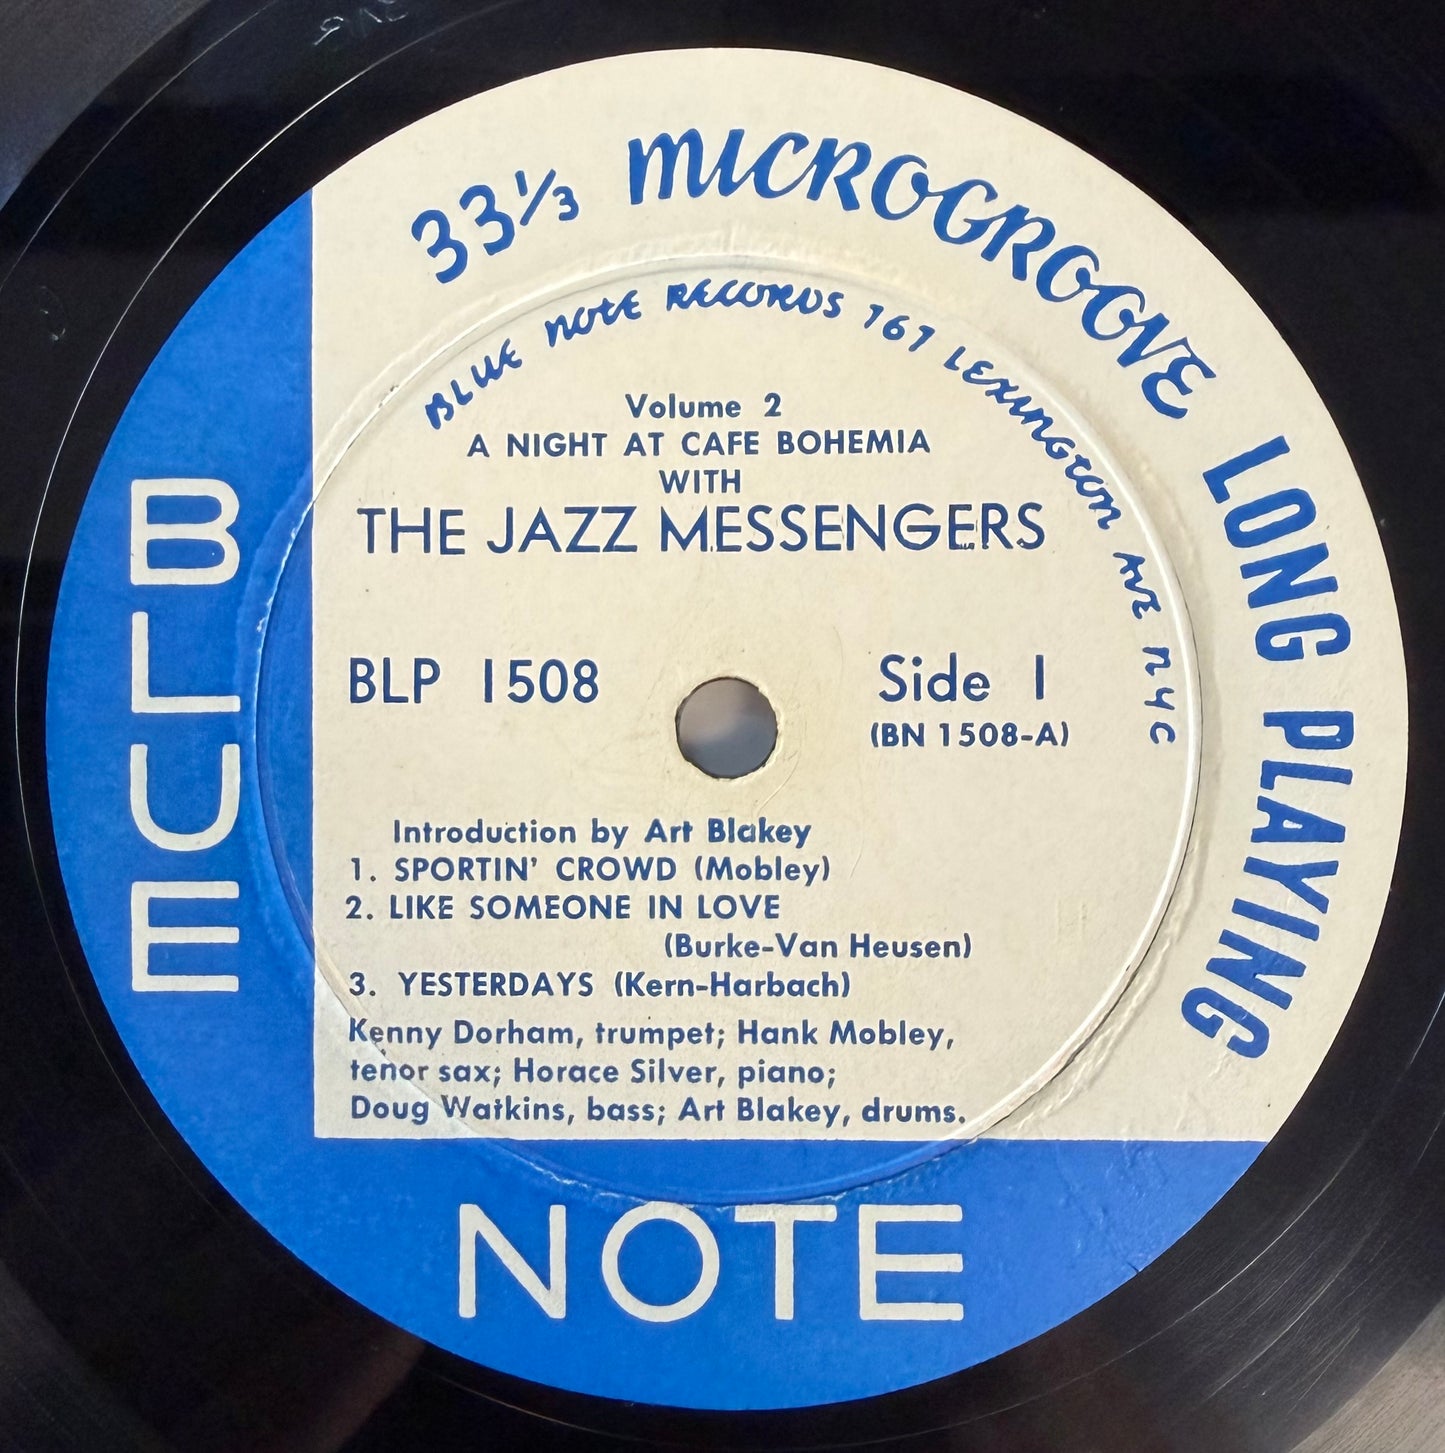 33⅓ MICROGROOVE LONG PLAYING
BLUE NOTE RECORDS 767 LEXINGTON AVE NYC
Volume 2
A NIGHT AT CAFE BOHEMIA
WITH
THE JAZZ MESSENGERS
BLP 1508
Side 1
(BN 1508-A)
Introduction by Art Blakey
1. SPORTIN' CROWD (Mobley)
2. LIKE SOMEONE IN LOVE
(Burke-Van Heusen)
3. YESTERDAYS (Kern-Harbach)
Kenny Dorham, trumpet; Hank Mobley,
tenor sax; Horace Silver, piano;
Doug Watkins, bass; Art Blakey, drums.
BLUE
NOTE